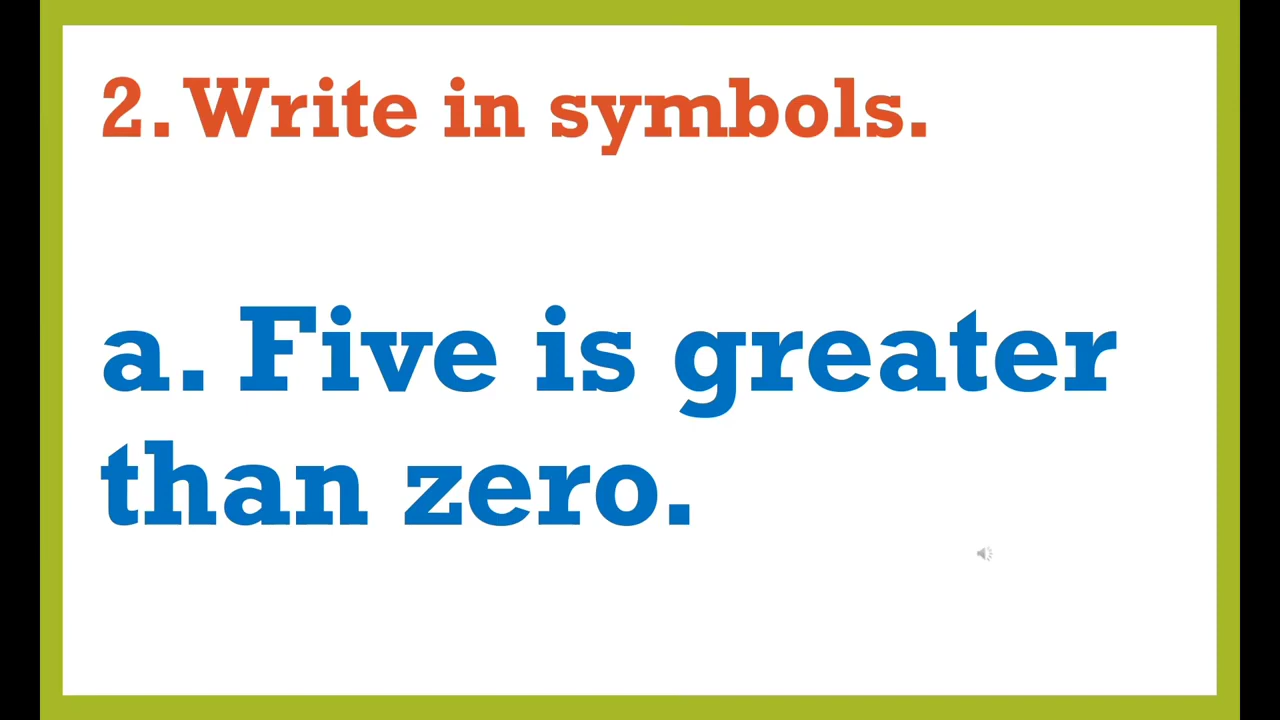 2. Write in symbols.
a. Five is greater
than zero.